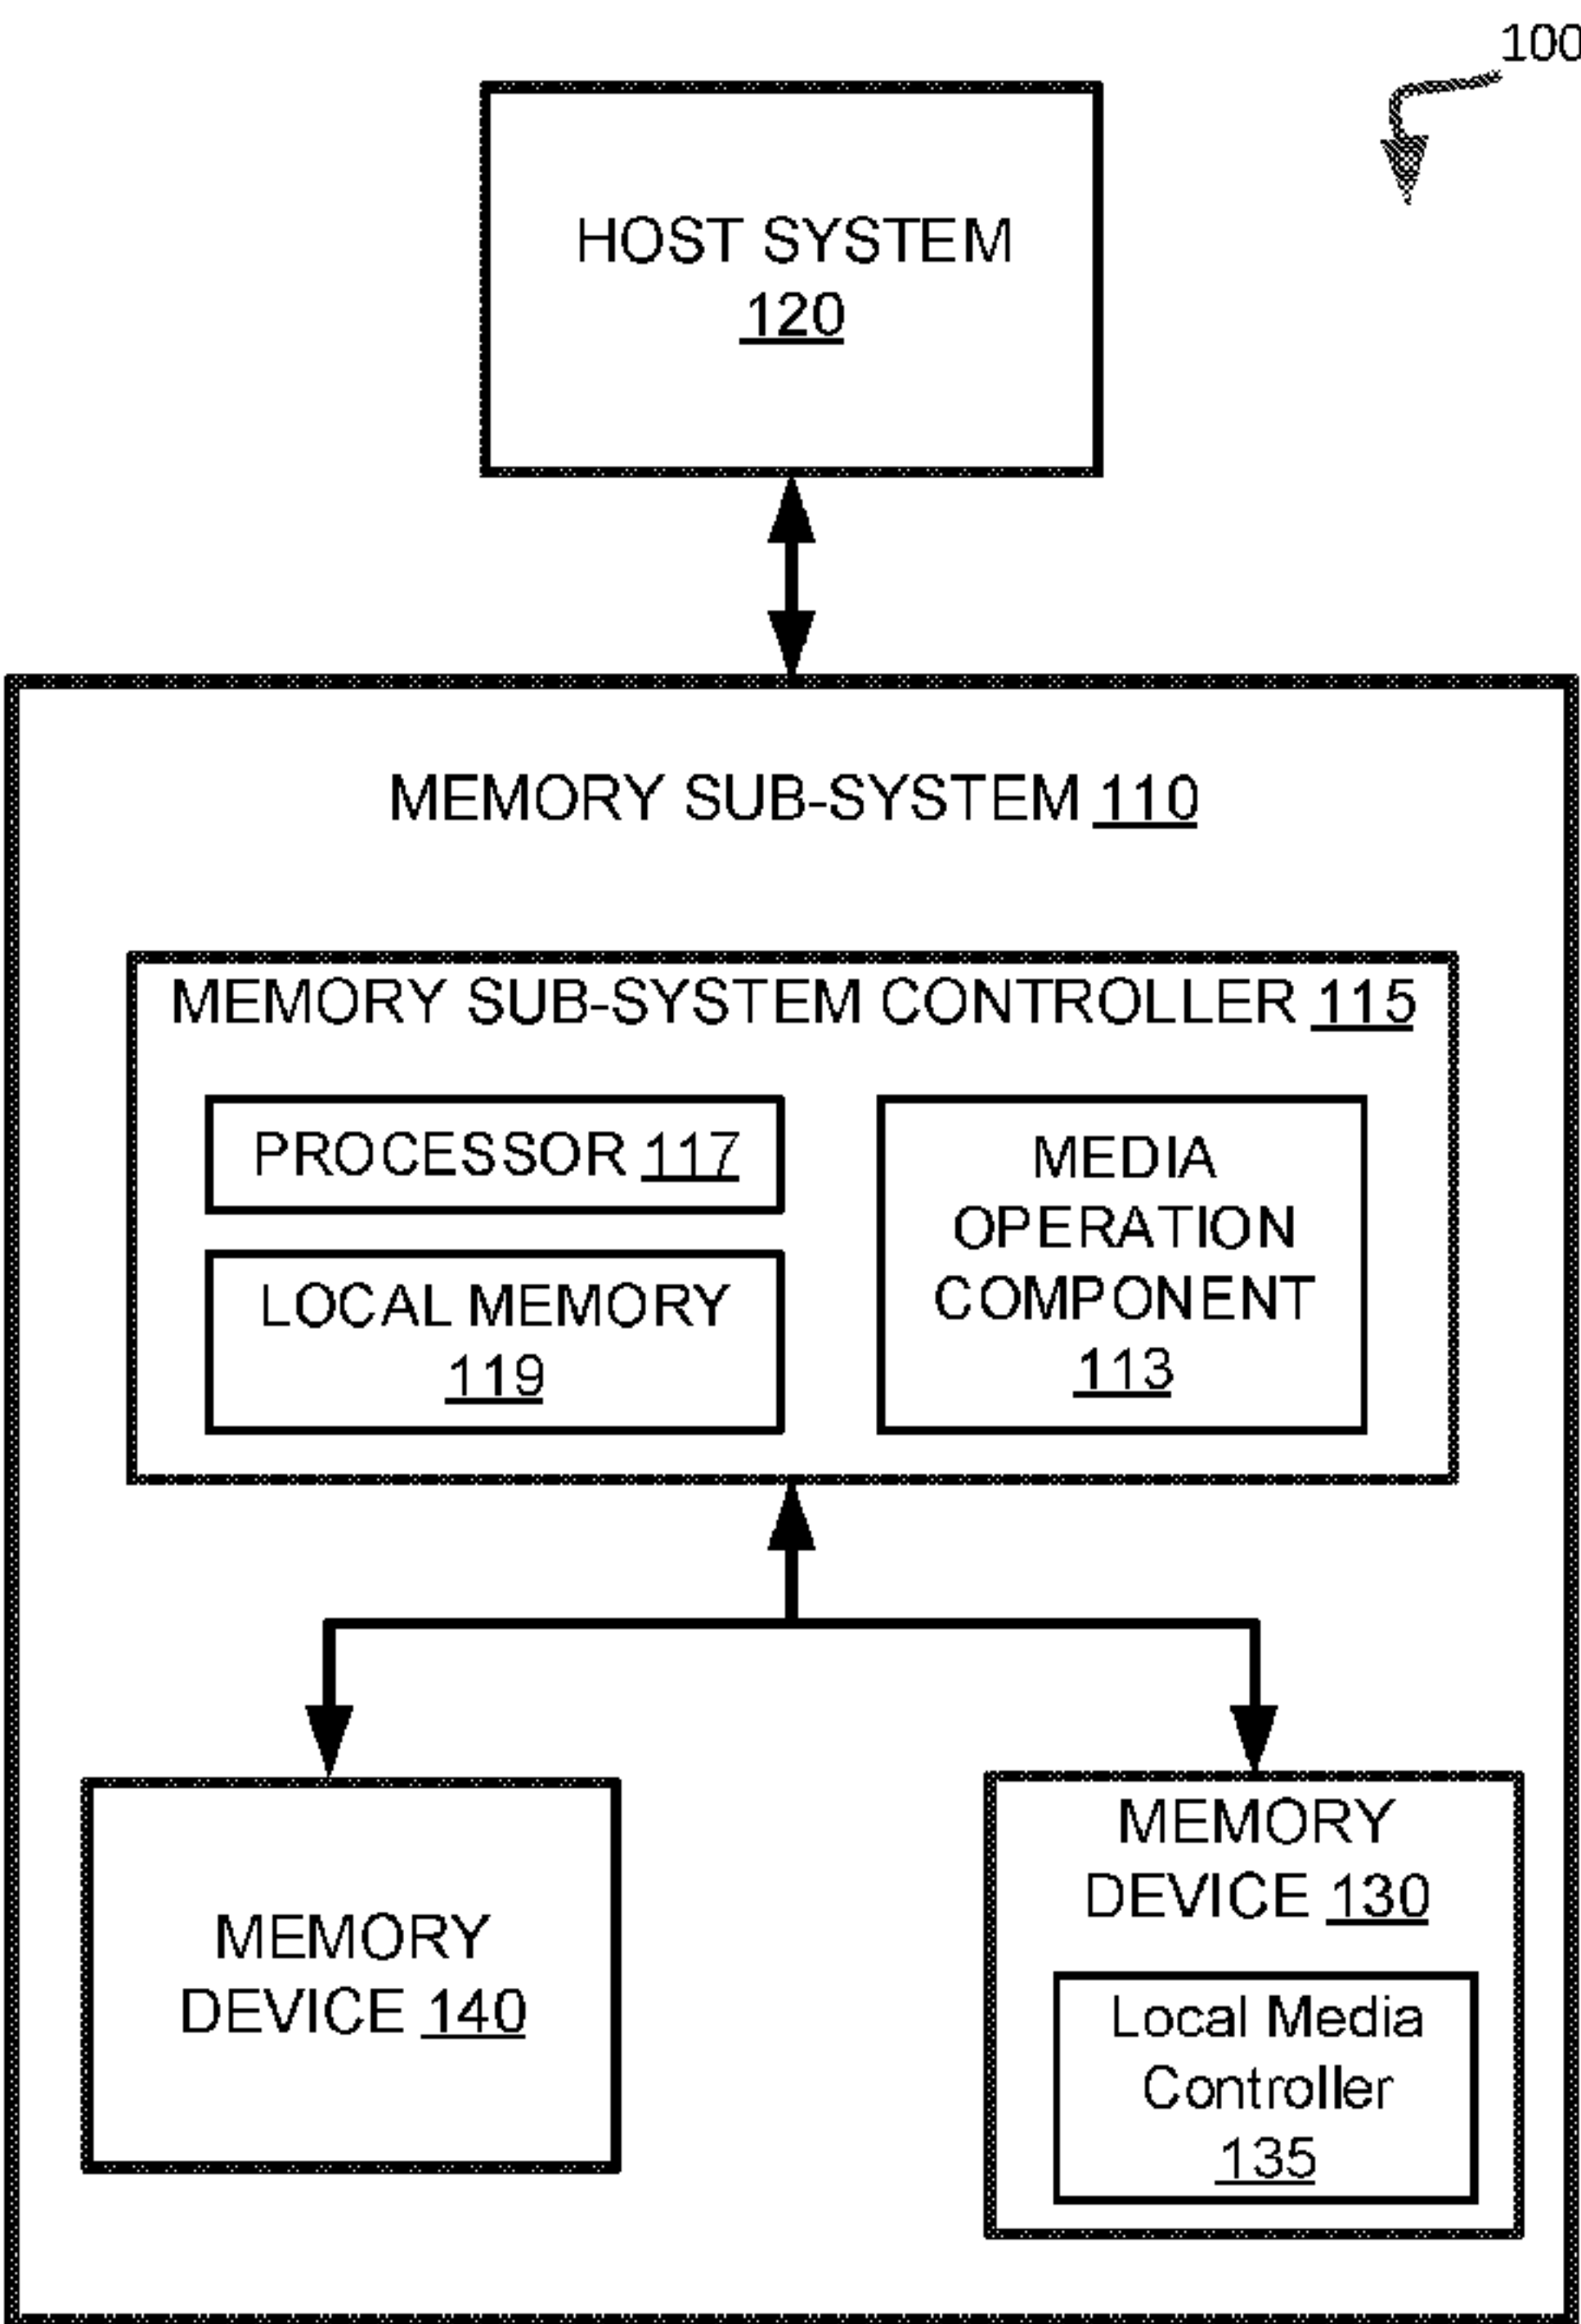 100
HOST SYSTEM
120
MEMORY SUB-SYSTEM 110
MEMORY SUB-SYSTEM CONTROLLER 115
PROCESSOR 117
LOCAL MEMORY
119
MEDIA
OPERATION
COMPONENT
113
MEMORY
DEVICE 140
MEMORY
DEVICE 130
Local Media
Controller
135